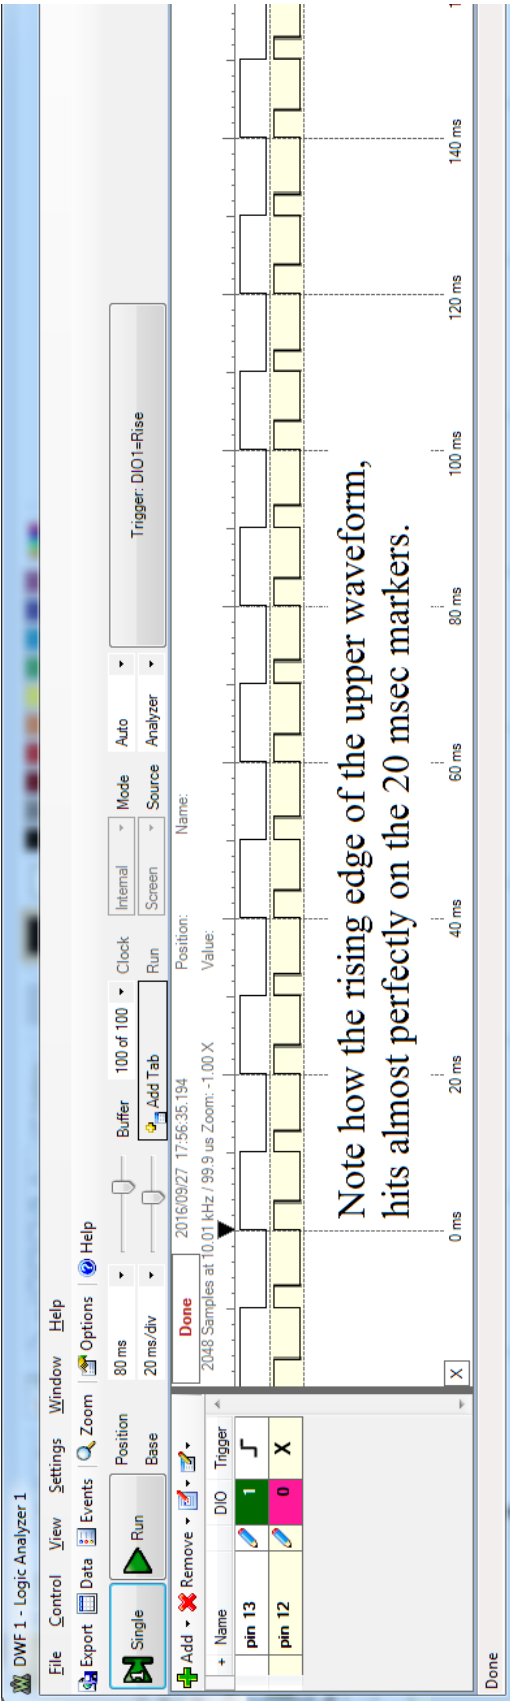 DWF 1 - Logic Analyzer 1
File Control View Settings Window Help
Export Data Events Zoom Options Help
Single Run Position 80 ms Buffer 100 of 100 Clock Internal Mode Auto Trigger: DIO1=Rise
Base 20 ms/div Add Tab Run Screen Source Analyzer
Add Remove Done 2016/09/27 17:56:35.194 Position: Name:
2048 Samples at 10.01 kHz / 99.9 us Zoom: -1.00 X Value:
+ Name DIO Trigger
pin 13 1
pin 12 0 X
Note how the rising edge of the upper waveform,
hits almost perfectly on the 20 msec markers.
X 0 ms 20 ms 40 ms 60 ms 80 ms 100 ms 120 ms 140 ms 1
Done